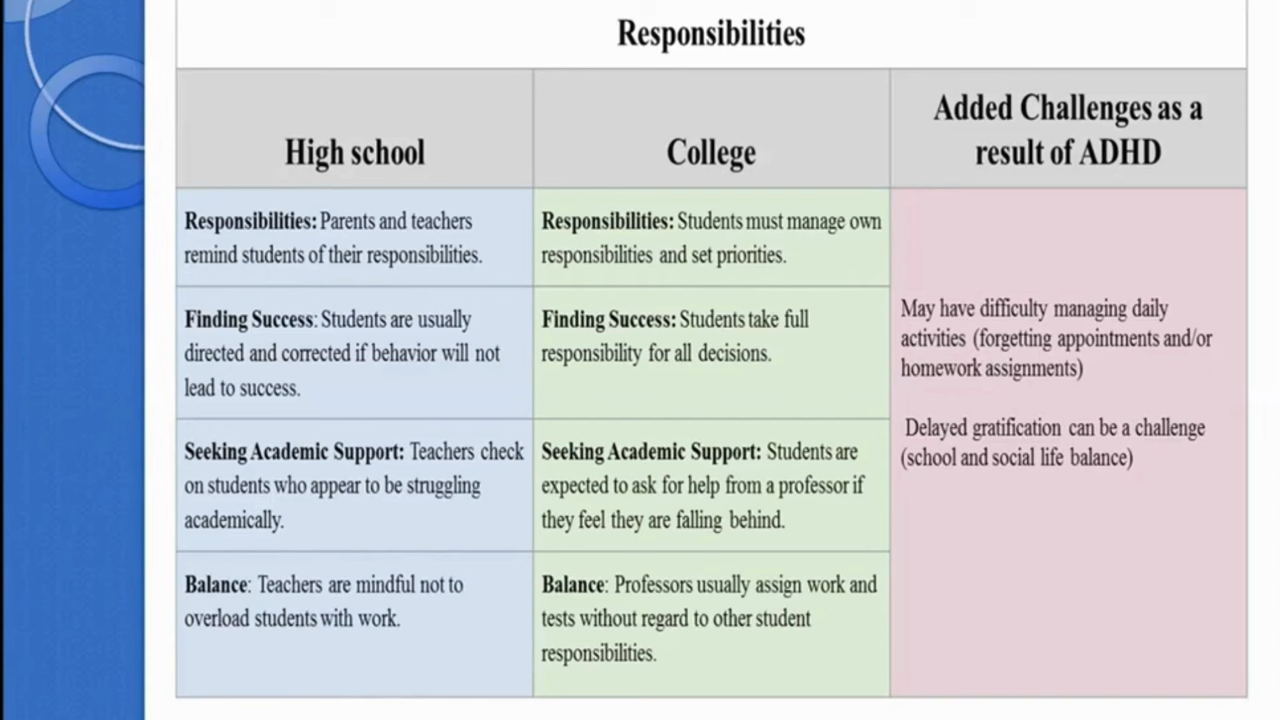 Responsibilities
High school
College
Added Challenges as a
result of ADHD
Responsibilities: Parents and teachers
remind students of their responsibilities.
Responsibilities: Students must manage own
responsibilities and set priorities.
Finding Success: Students are usually
directed and corrected if behavior will not
lead to success.
Finding Success: Students take full
responsibility for all decisions.
Seeking Academic Support: Teachers check
on students who appear to be struggling
academically.
Seeking Academic Support: Students are
expected to ask for help from a professor if
they feel they are falling behind.
Balance: Teachers are mindful not to
overload students with work.
Balance: Professors usually assign work and
tests without regard to other student
responsibilities.
May have difficulty managing daily
activities (forgetting appointments and/or
homework assignments)
Delayed gratification can be a challenge
(school and social life balance)